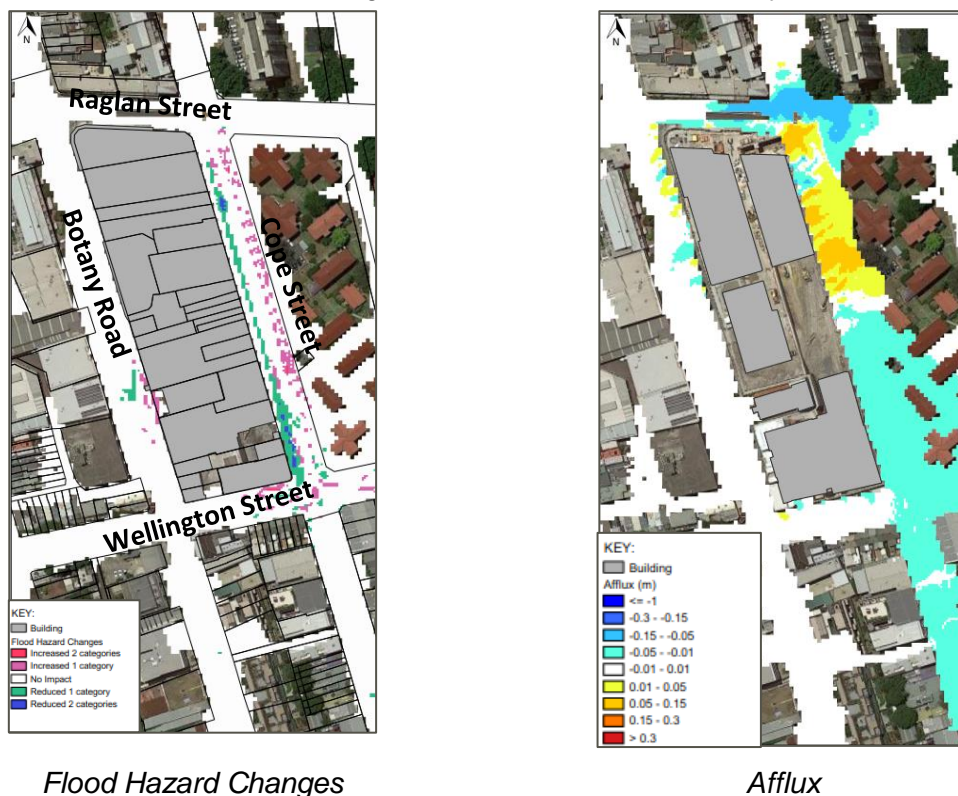 N
Raglan Street
Botany Road
Cope Street
Wellington Street
KEY:
Building
Flood Hazard Changes
Increased 2 categories
Increased 1 category
No Impact
Reduced 1 category
Reduced 2 categories
Flood Hazard Changes
N
KEY:
Building
Afflux (m)
<= -1
-0.3 - -0.15
-0.15 - -0.05
-0.05 - -0.01
-0.01 - 0.01
0.01 - 0.05
0.05 - 0.15
0.15 - 0.3
> 0.3
Afflux